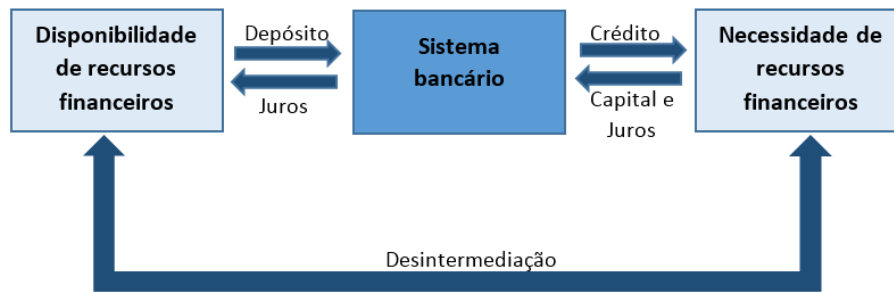 Disponibilidade
de recursos
financeiros
Depósito
Juros
Sistema
bancário
Crédito
Capital e
Juros
Necessidade de
recursos
financeiros
Desintermediação